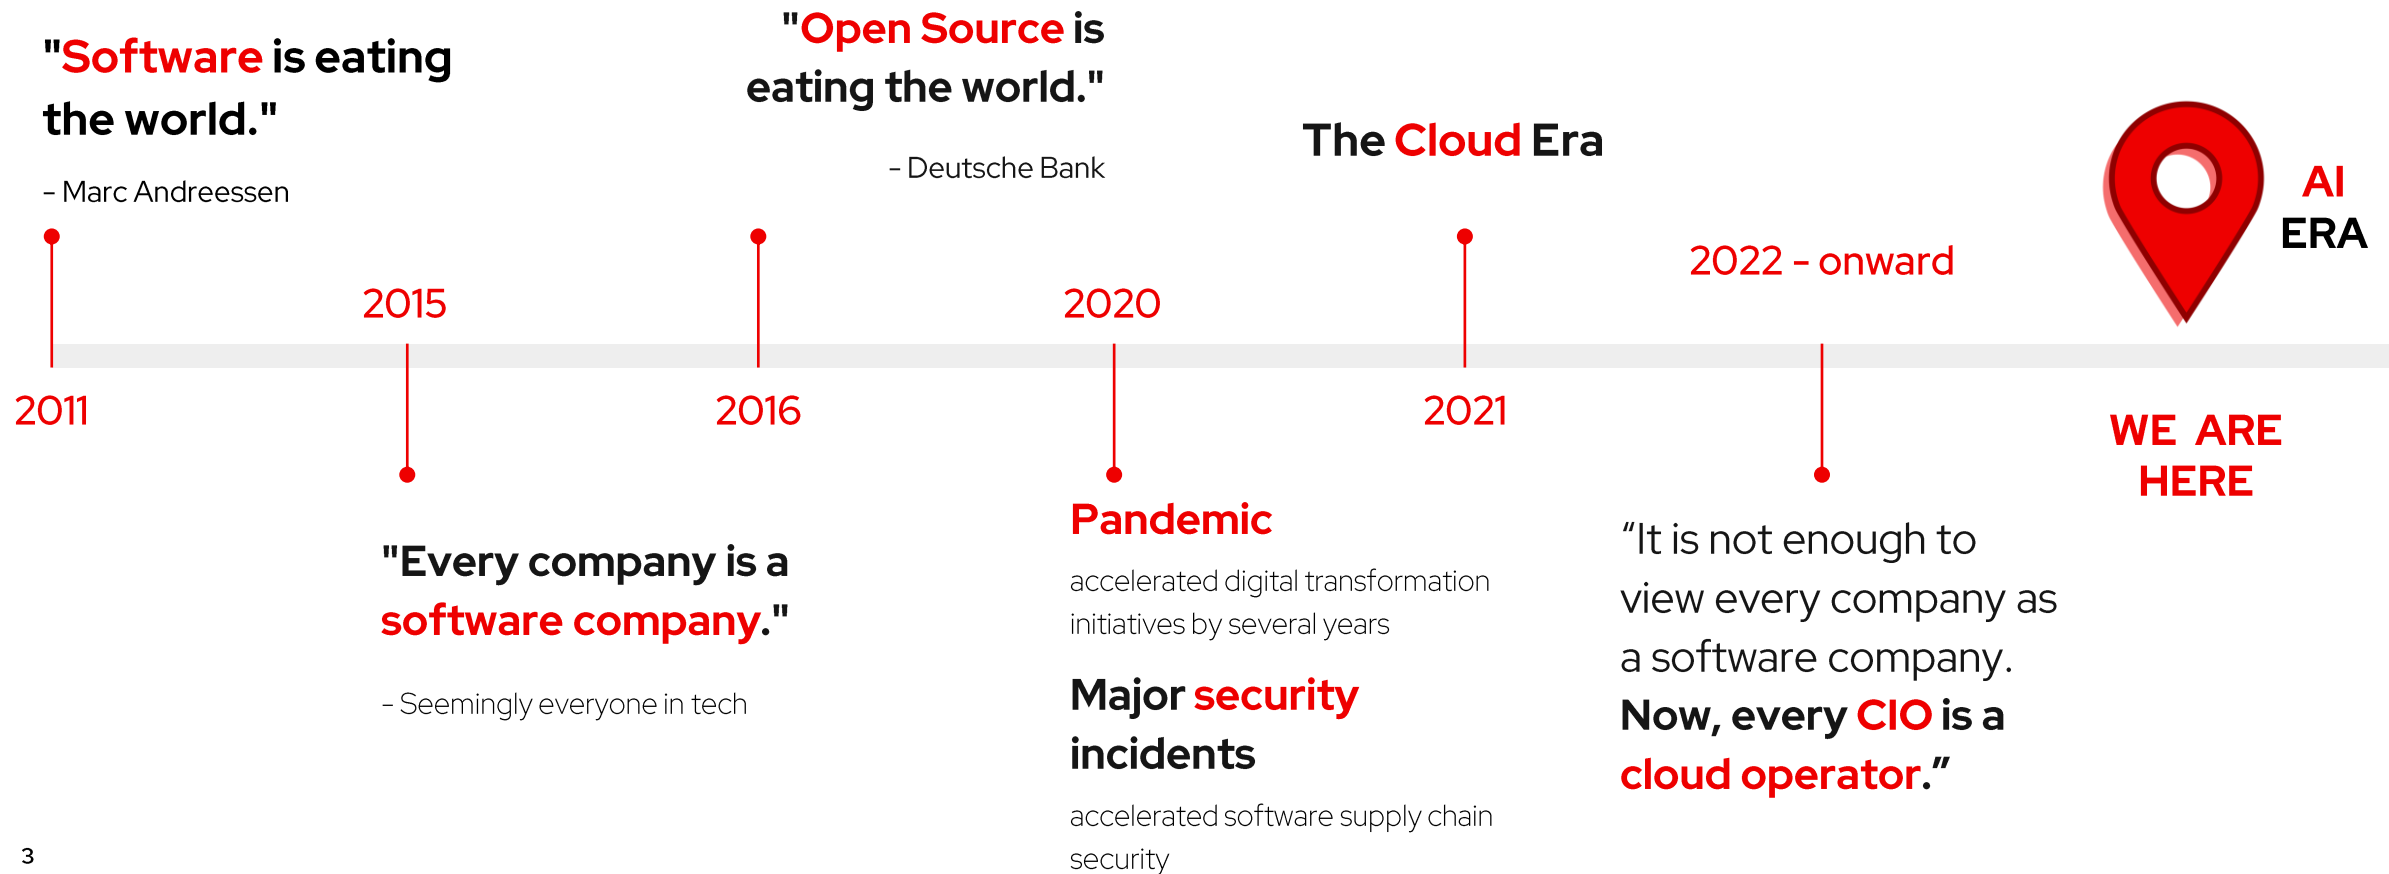 "Software is eating
the world."
- Marc Andreessen
2011
2015
"Every company is a
software company."
- Seemingly everyone in tech
"Open Source is
eating the world."
- Deutsche Bank
2016
2020
Pandemic
accelerated digital transformation
initiatives by several years
Major security
incidents
accelerated software supply chain
security
The Cloud Era
2021
2022 - onward
“It is not enough to
view every company as
a software company.
Now, every CIO is a
cloud operator.”
AI
ERA
WE ARE
HERE
3